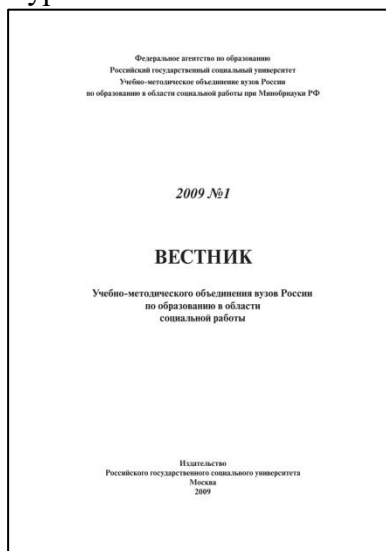 Федеральное агентство по образованию
Российский государственный социальный университет
Учебно-методическое объединение вузов России
по образованию в области социальной работы при Минобрнауки РФ
2009 №1
ВЕСТНИК
Учебно-методического объединения вузов России
по образованию в области
социальной работы
Издательство
Российского государственного социального университета
Москва
2009